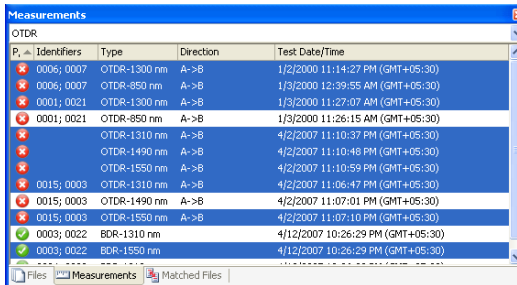 Measurements
OTDR
P. Identifiers Type Direction Test Date/Time
0006; 0007 OTDR-1300 nm A->B 1/2/2000 11:14:27 PM (GMT+05:30)
0006; 0007 OTDR-850 nm A->B 1/3/2000 12:39:55 AM (GMT+05:30)
0001; 0021 OTDR-1300 nm A->B 1/3/2000 11:27:07 AM (GMT+05:30)
0001; 0021 OTDR-850 nm A->B 1/3/2000 11:26:15 AM (GMT+05:30)
OTDR-1310 nm A->B 4/2/2007 11:10:37 PM (GMT+05:30)
OTDR-1490 nm A->B 4/2/2007 11:10:48 PM (GMT+05:30)
OTDR-1550 nm A->B 4/2/2007 11:10:59 PM (GMT+05:30)
0015; 0003 OTDR-1310 nm A->B 4/2/2007 11:06:47 PM (GMT+05:30)
0015; 0003 OTDR-1490 nm A->B 4/2/2007 11:07:01 PM (GMT+05:30)
0015; 0003 OTDR-1550 nm A->B 4/2/2007 11:07:10 PM (GMT+05:30)
0003; 0022 BDR-1310 nm 4/12/2007 10:26:29 PM (GMT+05:30)
0003; 0022 BDR-1550 nm 4/12/2007 10:26:29 PM (GMT+05:30)
Files Measurements Matched Files